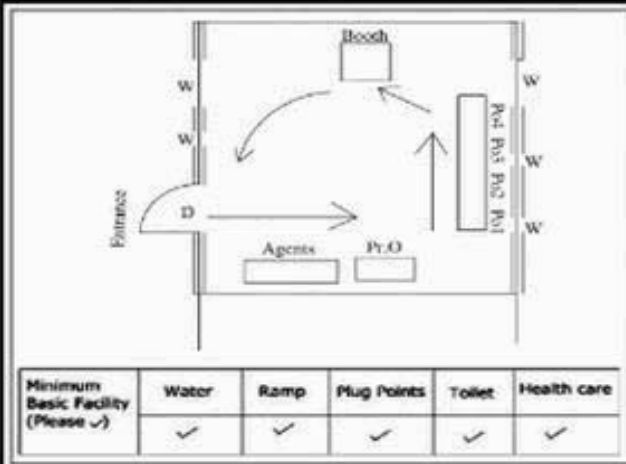 Booth
W
W
W
W
W
Po4 Po3 Po2 Po1
Entrance
D
Agents
Pr.O
Minimum
Basic Facility
(Please ✓)
Water
Ramp
Plug Points
Toilet
Health care
✓
✓
✓
✓
✓